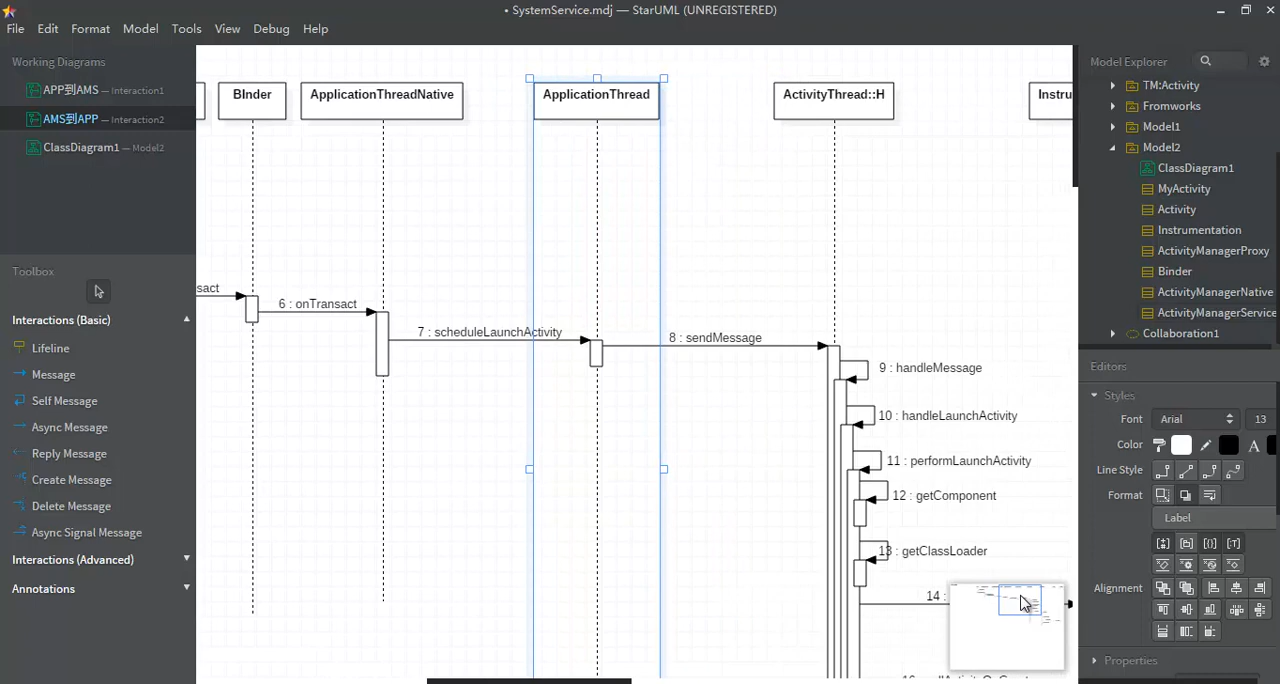 • SystemService.mdj — StarUML (UNREGISTERED)
File Edit Format Model Tools View Debug Help
Working Diagrams
APP到AMS — Interaction1
AMS到APP — Interaction2
ClassDiagram1 — Model2
Toolbox
Interactions (Basic)
Lifeline
Message
Self Message
Async Message
Reply Message
Create Message
Delete Message
Async Signal Message
Interactions (Advanced)
Annotations
BInder
ApplicationThreadNative
ApplicationThread
ActivityThread::H
Instru
sact
6 : onTransact
7 : scheduleLaunchActivity
8 : sendMessage
9 : handleMessage
10 : handleLaunchActivity
11 : performLaunchActivity
12 : getComponent
13 : getClassLoader
14 :
Model Explorer
TM:Activity
Fromworks
Model1
Model2
ClassDiagram1
MyActivity
Activity
Instrumentation
ActivityManagerProxy
Binder
ActivityManagerNative
ActivityManagerService
Collaboration1
Editors
Styles
Font Arial 13
Color A
Line Style
Format
Label
Alignment
Properties